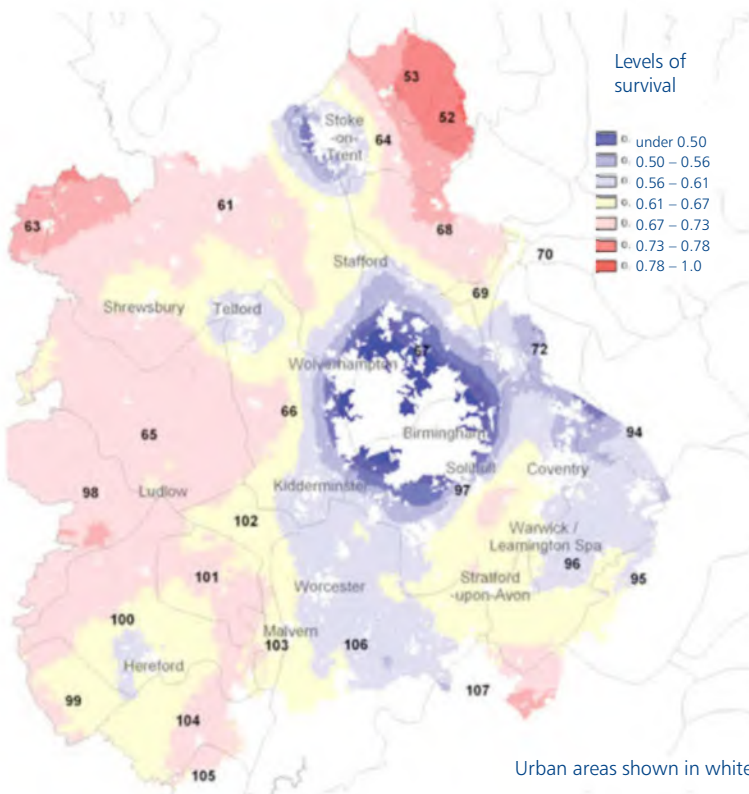 Levels of
survival
under 0.50
0.50 – 0.56
0.56 – 0.61
0.61 – 0.67
0.67 – 0.73
0.73 – 0.78
0.78 – 1.0
53
52
Stoke
-on-
Trent
64
61
63
68
70
Stafford
69
Shrewsbury
Telford
67
72
Wolverhampton
66
65
Birmingham
94
Solihull
Coventry
98
Ludlow
Kidderminster
97
102
Warwick /
Leamington Spa
96
101
95
Worcester
Stratford
-upon-Avon
100
Malvern
103
106
Hereford
107
99
104
105
Urban areas shown in white